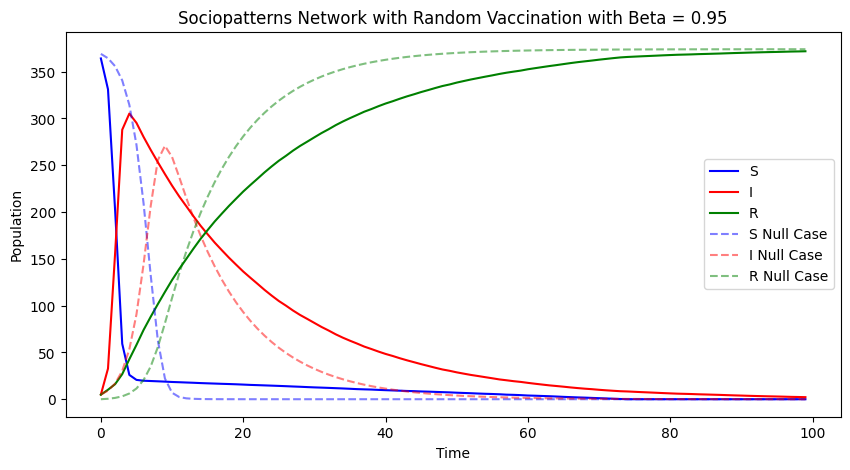 Sociopatterns Network with Random Vaccination with Beta = 0.95
Population
350
300
250
200
150
100
50
0
0 20 40 60 80 100
Time
S
I
R
S Null Case
I Null Case
R Null Case